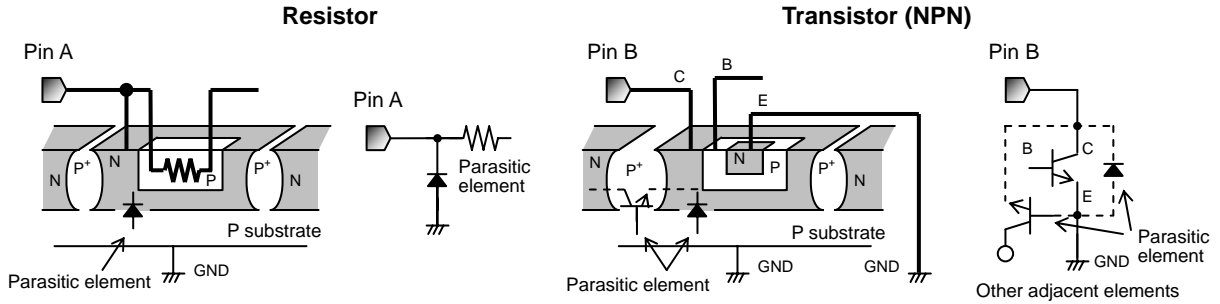 Resistor
Pin A
N
P+
N
P
P+
N
P substrate
Parasitic element
GND
Pin A
Parasitic
element
Transistor (NPN)
Pin B
C
B
E
N
P+
N
N
P
P+
N
P substrate
Parasitic element
GND
GND
Pin B
B
C
E
GND
Parasitic
element
Other adjacent elements